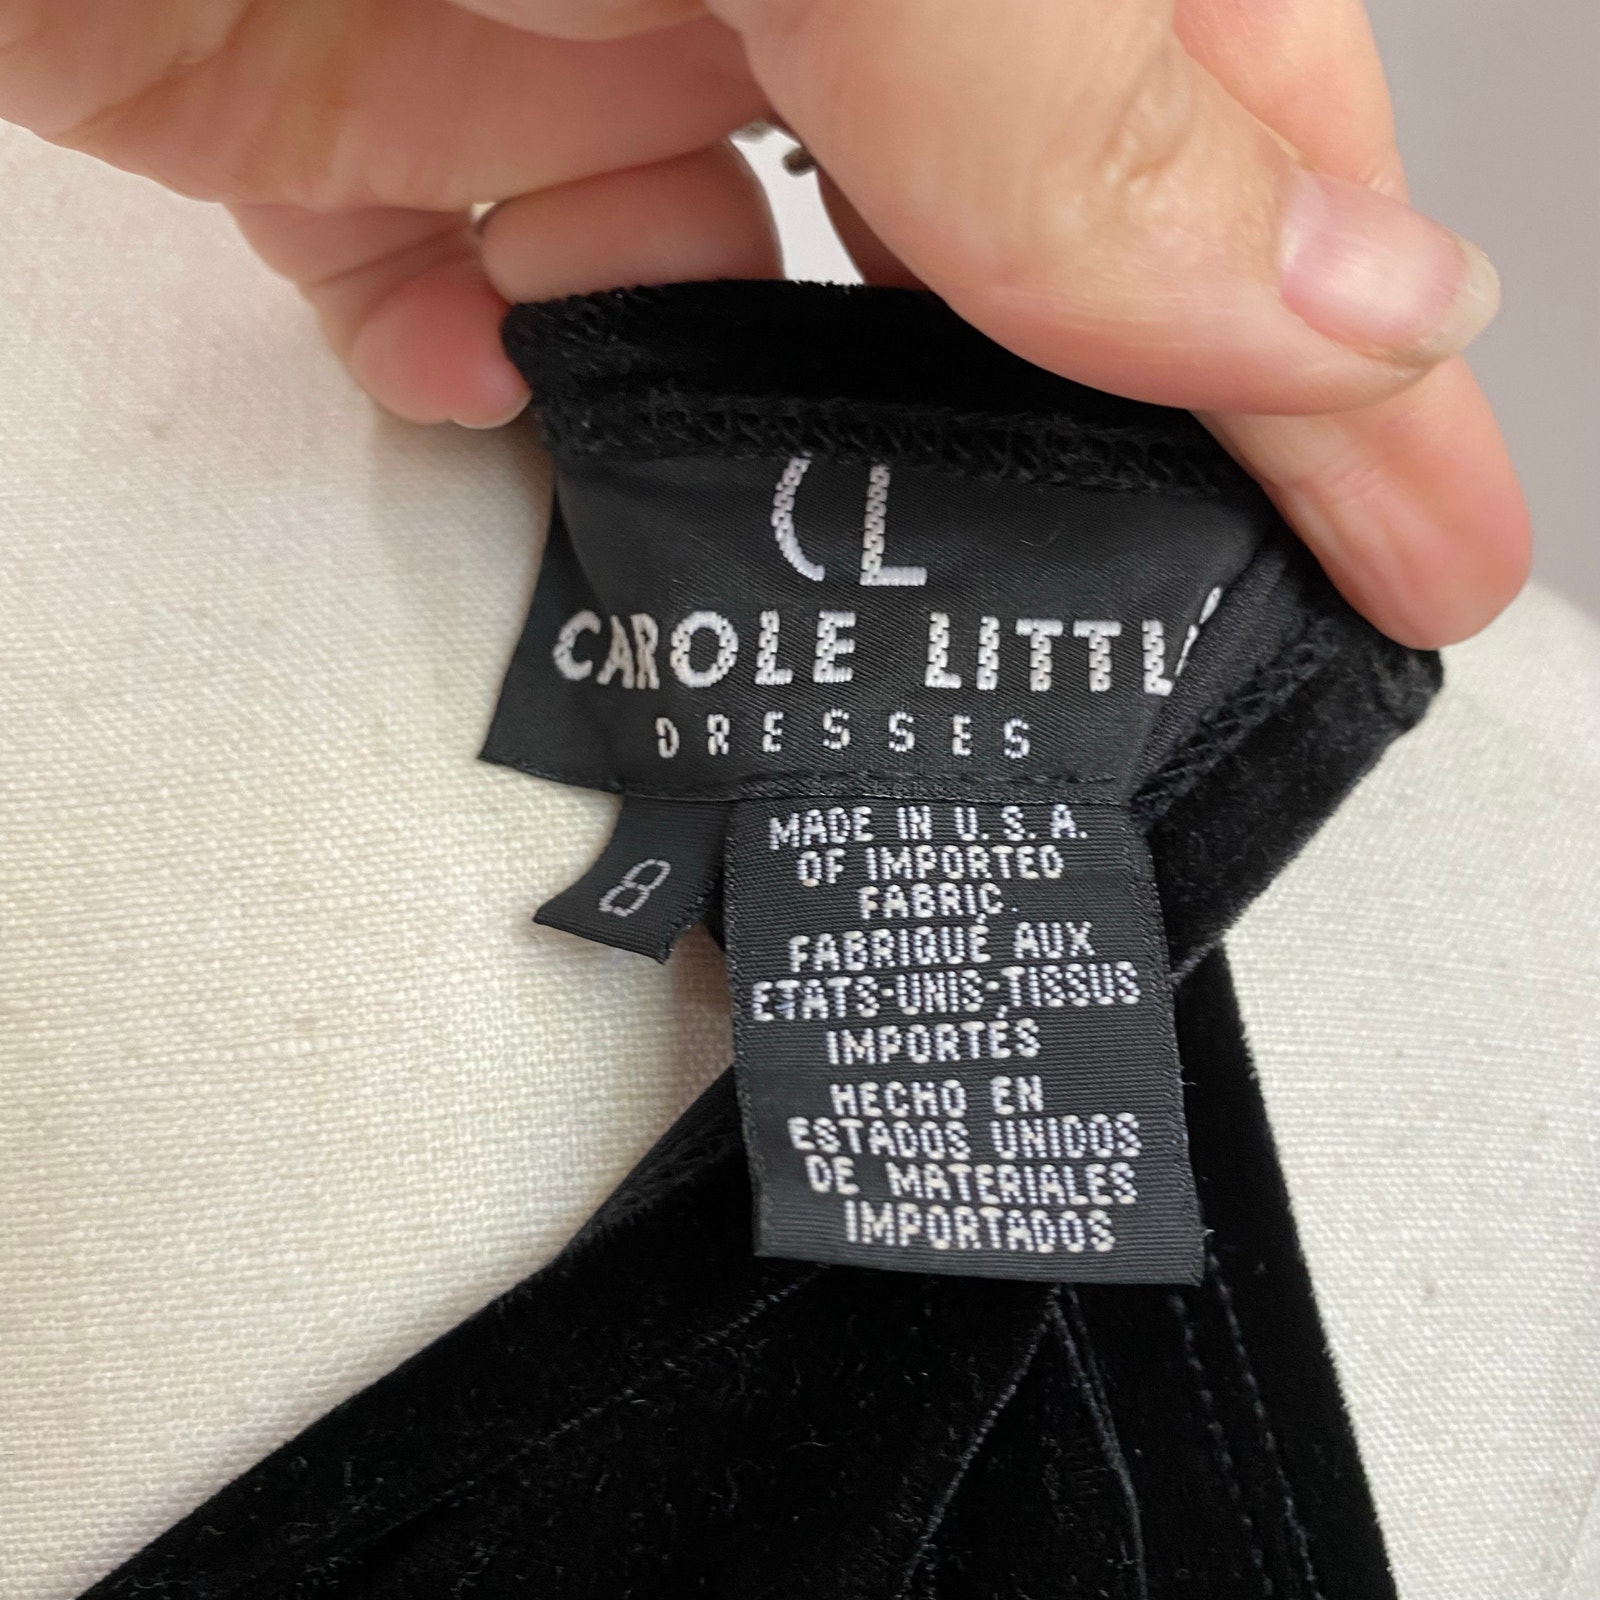 CL
CAROLE LITTLE
DRESSES
8
MADE IN U.S.A.
OF IMPORTED
FABRIC.
FABRIQUÉ AUX
ETATS-UNIS-TISSUS
IMPORTÉS
HECHO EN
ESTADOS UNIDOS
DE MATERIALES
IMPORTADOS